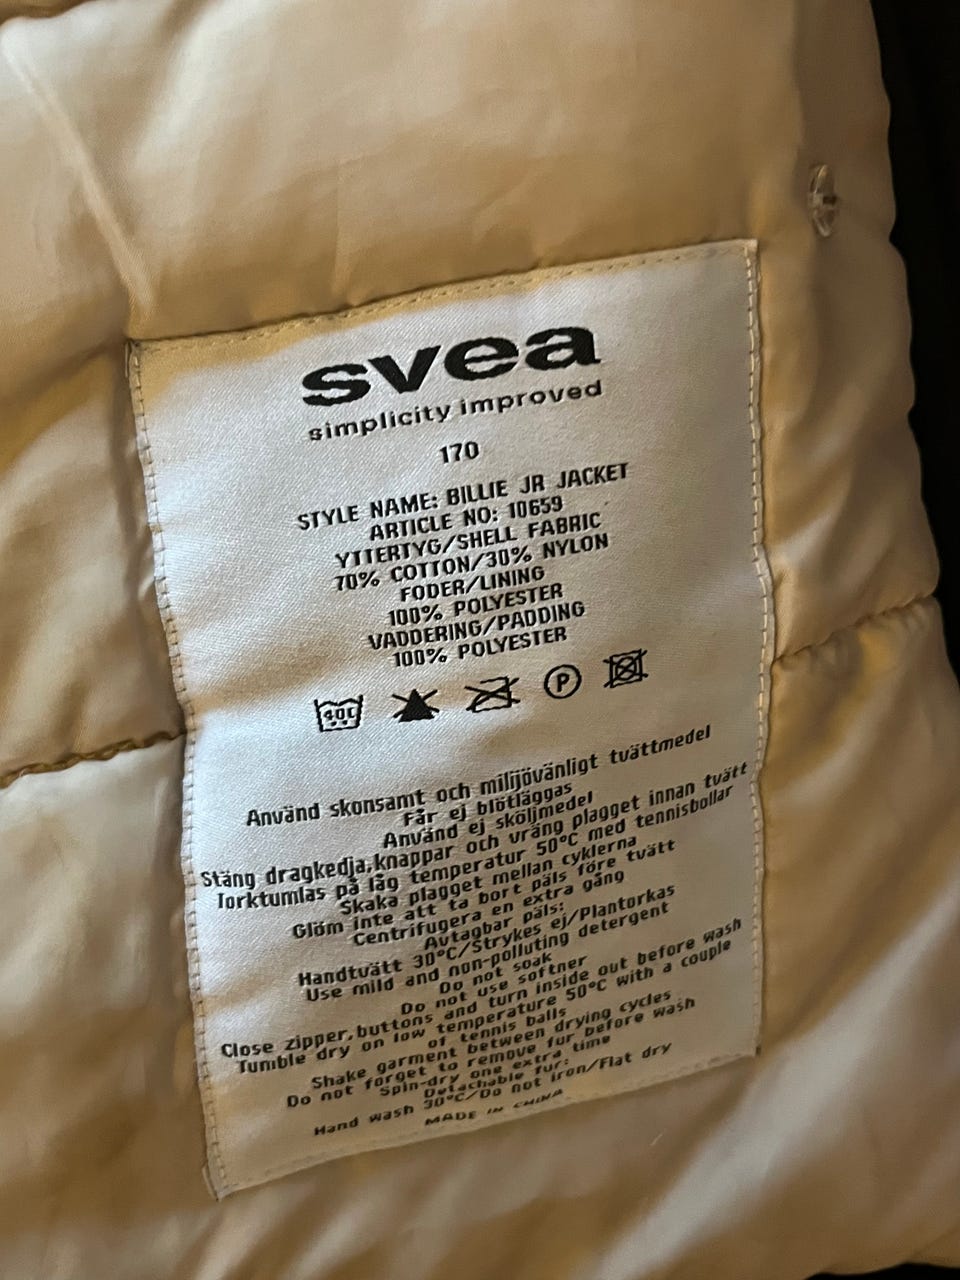 svea
simplicity improved
170
STYLE NAME: BILLIE JR JACKET
ARTICLE NO: 10659
YTTERTYG/SHELL FABRIC
70% COTTON/30% NYLON
FODER/LINING
100% POLYESTER
VADDERING/PADDING
100% POLYESTER
40C P
Använd skonsamt och milijövänligt tvättmedel
Får ej blötläggas
Använd ej sköljmedel
Stäng dragkedja,knappar och vräng plagget innan tvätt
Torktumlas på låg temperatur 50°C med tennisbollar
Skaka plagget mellan cyklerna
Glöm inte att ta bort päls före tvätt
Centrifugera en extra gång
Avtagbar päls:
Handtvätt 30°C/Strykes ej/Plantorkas
Use mild and non-polluting detergent
Do not soak
Do not use softner
Close zipper,buttons and turn inside out before wash
Tumble dry on low temperature 50°C with a couple
of tennis balls
Shake garment between drying cycles
Do not forget to remove fur before wash
Spin-dry one extra time
Detachable fur:
Hand wash 30°C/Do not iron/Flat dry
MADE IN CHINA